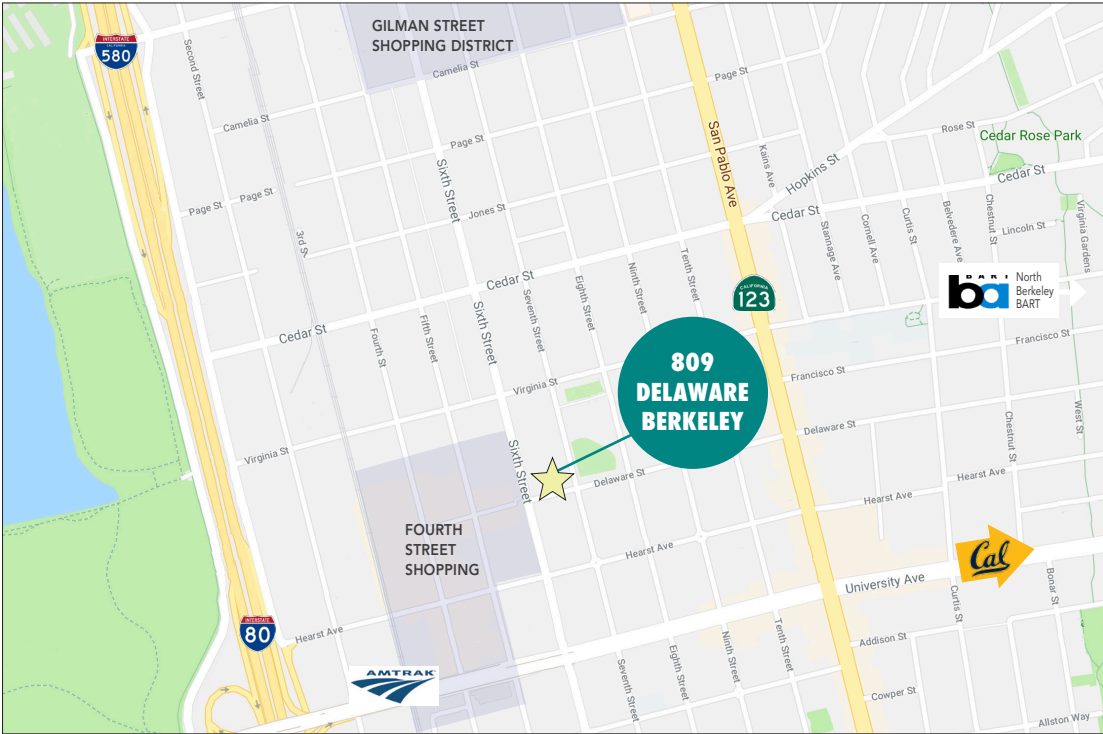 GILMAN STREET
SHOPPING DISTRICT
INTERSTATE
CALIFORNIA
580
Second Street
Camelia St
Page St
Camelia St
San Pablo Ave
Rose St
Cedar Rose Park
Page St
Kains Ave
Hopkins St
Sixth Street
Cedar St
Page St
Page St
Jones St
Cedar St
Stannage Ave
Cornell Ave
Curtis St
Belvedere Ave
Chestnut St
Lincoln St
Virginia Gardens
3rd St
Cedar St
Seventh Street
Eighth Street
Ninth Street
Tenth Street
CALIFORNIA
123
BART
ba
North
Berkeley
BART
Cedar St
Fourth St
Fifth Street
Sixth Street
Francisco St
809
DELAWARE
BERKELEY
Virginia St
Francisco St
Delaware St
Chestnut St
West St
Virginia St
Sixth Street
Delaware St
Hearst Ave
Hearst Ave
FOURTH
STREET
SHOPPING
Hearst Ave
Cal
University Ave
Curtis St
Bonar St
INTERSTATE
80
Hearst Ave
Addison St
AMTRAK
Seventh Street
Eighth Street
Ninth Street
Tenth Street
Cowper St
Allston Way